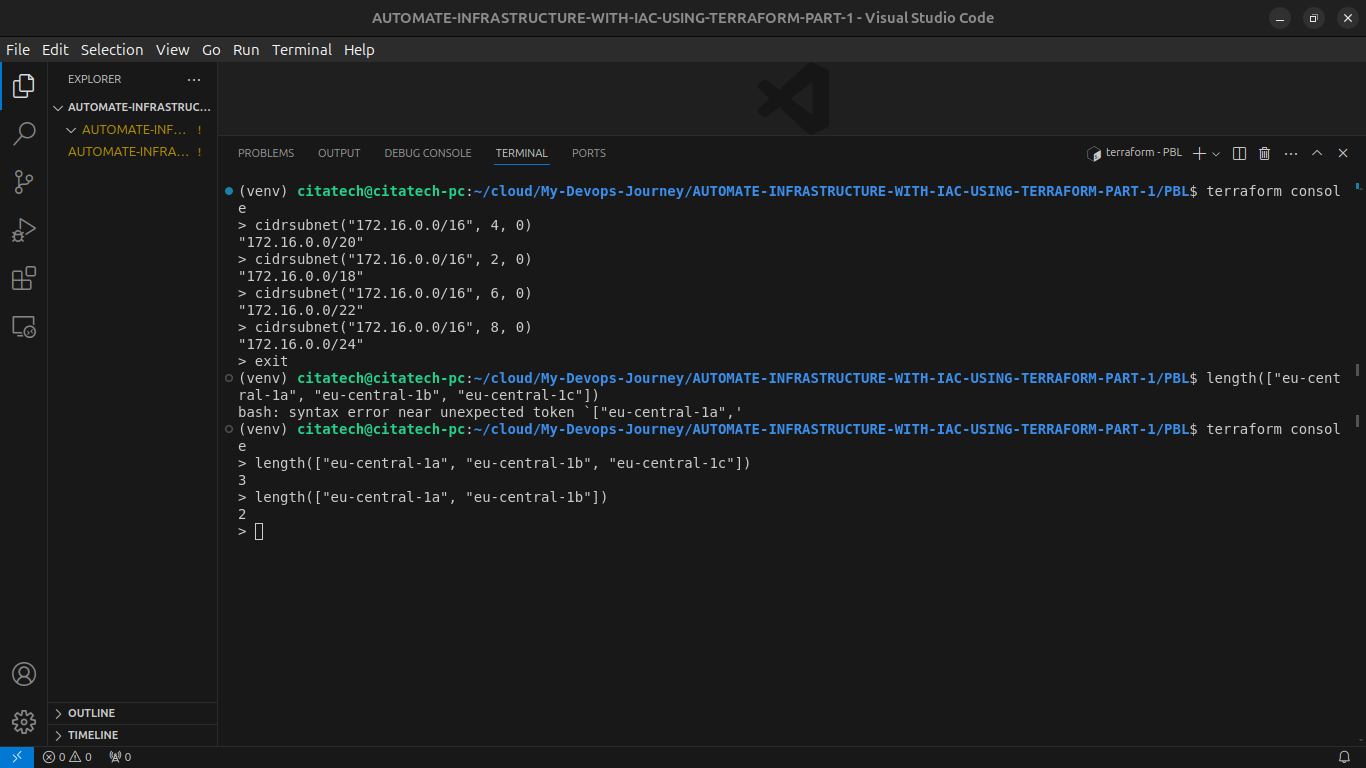 AUTOMATE-INFRASTRUCTURE-WITH-IAC-USING-TERRAFORM-PART-1 - Visual Studio Code
File Edit Selection View Go Run Terminal Help
EXPLORER
AUTOMATE-INFRASTRUC...
AUTOMATE-INF... !
AUTOMATE-INFRA... !
OUTLINE
TIMELINE
PROBLEMS OUTPUT DEBUG CONSOLE TERMINAL PORTS
terraform - PBL
(venv) citatech@citatech-pc:~/cloud/My-Devops-Journey/AUTOMATE-INFRASTRUCTURE-WITH-IAC-USING-TERRAFORM-PART-1/PBL$ terraform consol
e
> cidrsubnet("172.16.0.0/16", 4, 0)
"172.16.0.0/20"
> cidrsubnet("172.16.0.0/16", 2, 0)
"172.16.0.0/18"
> cidrsubnet("172.16.0.0/16", 6, 0)
"172.16.0.0/22"
> cidrsubnet("172.16.0.0/16", 8, 0)
"172.16.0.0/24"
> exit
(venv) citatech@citatech-pc:~/cloud/My-Devops-Journey/AUTOMATE-INFRASTRUCTURE-WITH-IAC-USING-TERRAFORM-PART-1/PBL$ length(["eu-cent
ral-1a", "eu-central-1b", "eu-central-1c"])
bash: syntax error near unexpected token `["eu-central-1a",'
(venv) citatech@citatech-pc:~/cloud/My-Devops-Journey/AUTOMATE-INFRASTRUCTURE-WITH-IAC-USING-TERRAFORM-PART-1/PBL$ terraform consol
e
> length(["eu-central-1a", "eu-central-1b", "eu-central-1c"])
3
> length(["eu-central-1a", "eu-central-1b"])
2
>
0 0 0